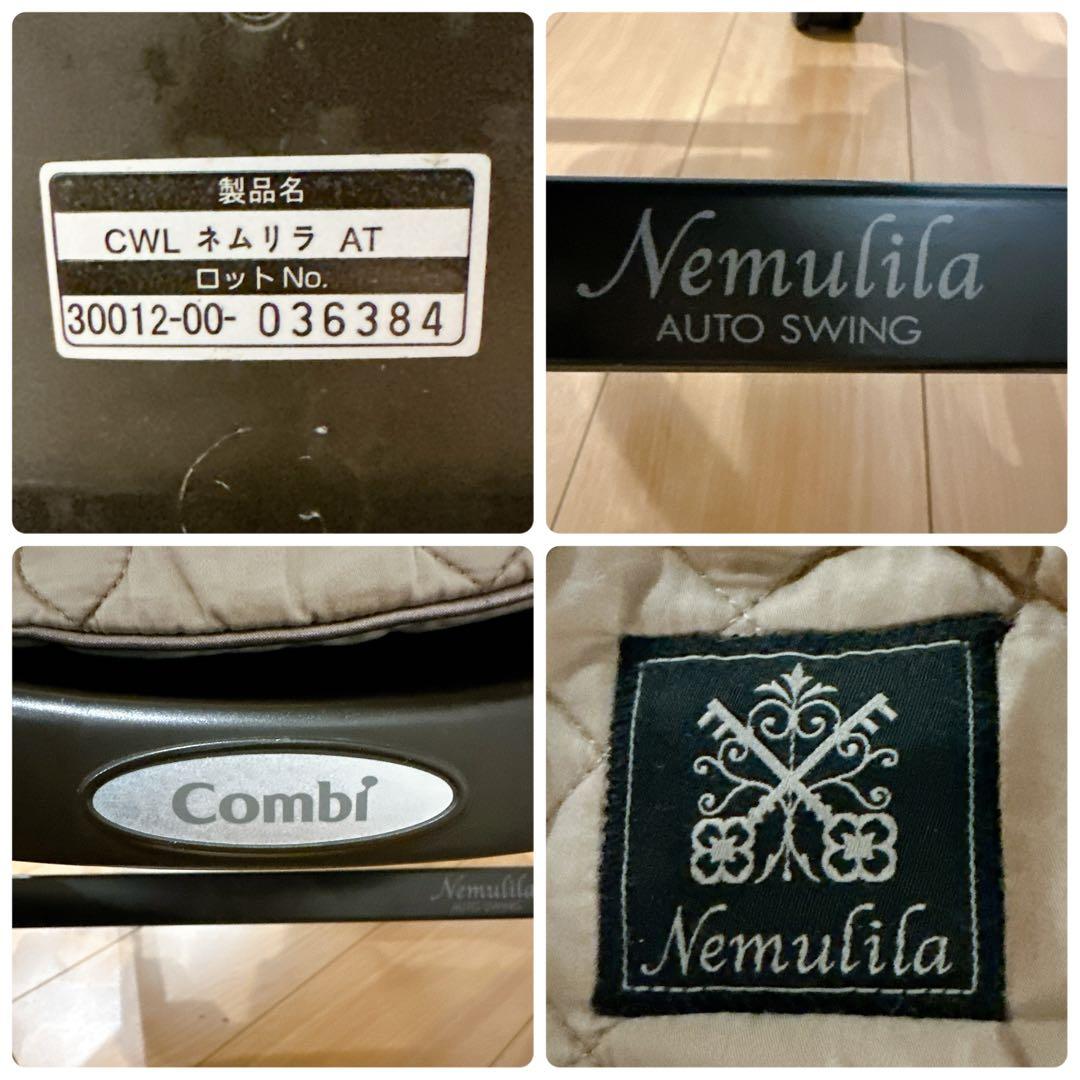 製品名
CWL ネムリラ AT
ロットNo.
30012-00- 036384
Nemulila
AUTO SWING
Combi
Nemulila
AUTO SWING
Nemulila